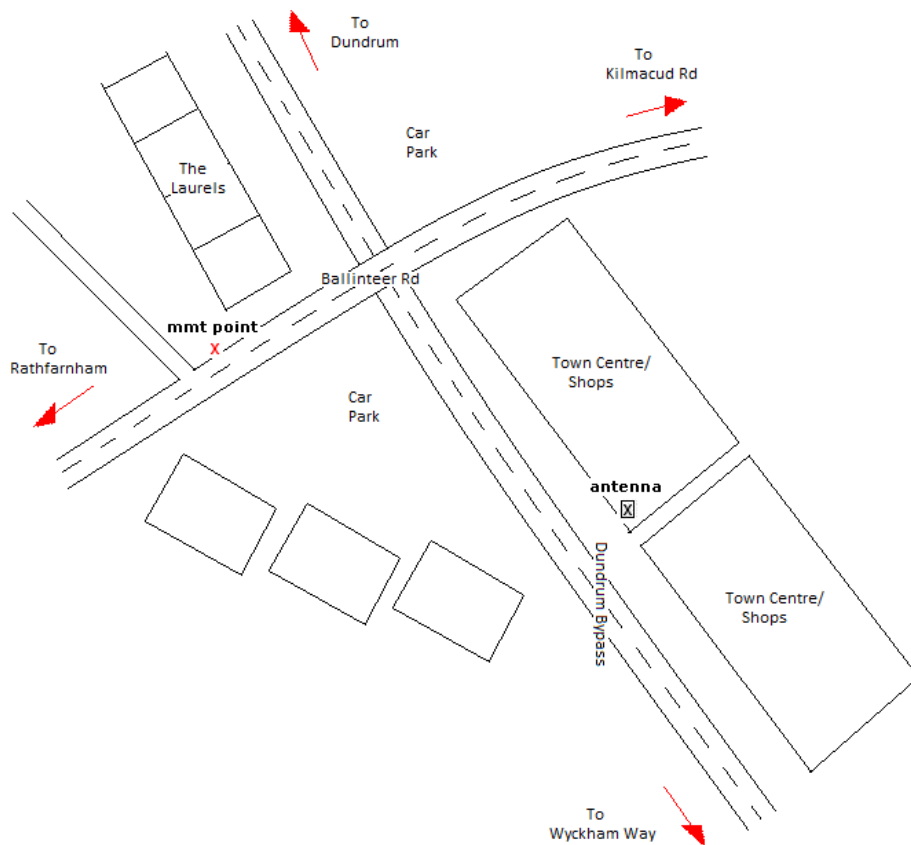 To
Dundrum
To
Kilmacud Rd
Car
Park
The
Laurels
Ballinteer Rd
mmt point
X
To
Rathfarnham
Town Centre/
Shops
Car
Park
antenna
X
Dundrum Bypass
Town Centre/
Shops
To
Wyckham Way